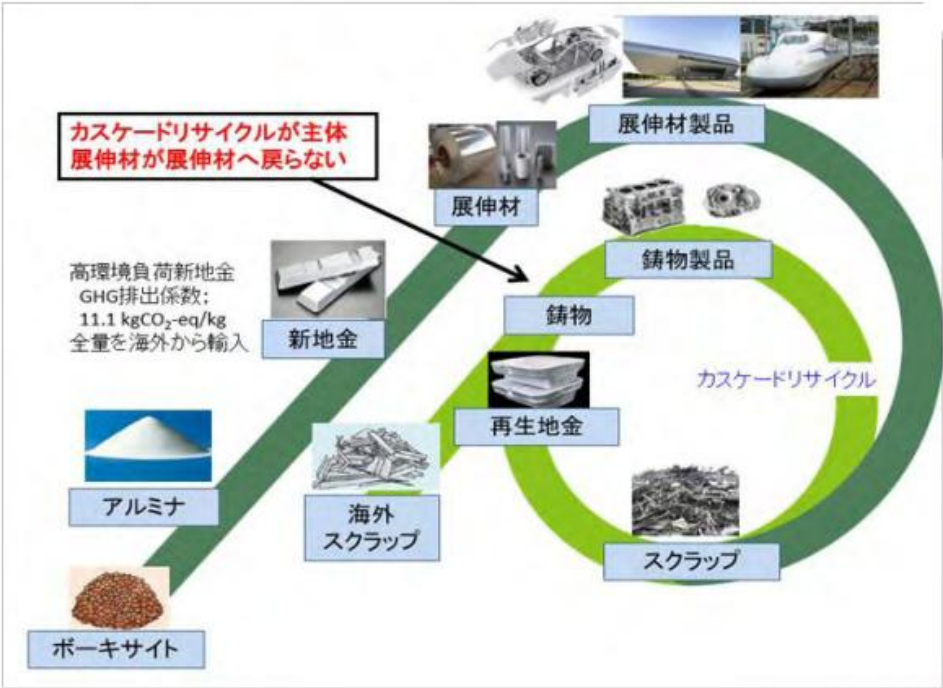 カスケードリサイクルが主体
展伸材が展伸材へ戻らない
展伸材製品
展伸材
鋳物製品
高環境負荷新地金
GHG排出係数：
11.1 kgCO₂-eq/kg
全量を海外から輸入
新地金
鋳物
カスケードリサイクル
再生地金
アルミナ
海外
スクラップ
スクラップ
ボーキサイト